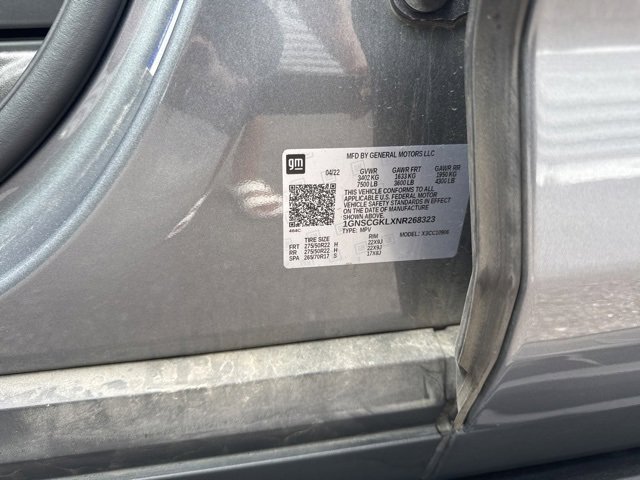 gm
MFD BY GENERAL MOTORS LLC
04/22 GVWR GAWR FRT GAWR RR
3402 KG 1633 KG 1950 KG
7500 LB 3600 LB 4300 LB
THIS VEHICLE CONFORMS TO ALL
APPLICABLE U.S. FEDERAL MOTOR
VEHICLE SAFETY STANDARDS IN EFFECT
ON THE DATE OF MANUFACTURE
SHOWN ABOVE.
1GNSCGKLXNR268323
TYPE: MPV MODEL:
TIRE SIZE RIM
FRT 275/50R22 H 22X9J
RR 275/50R22 H 22X9J
SPA 265/70R17 S 17X8J